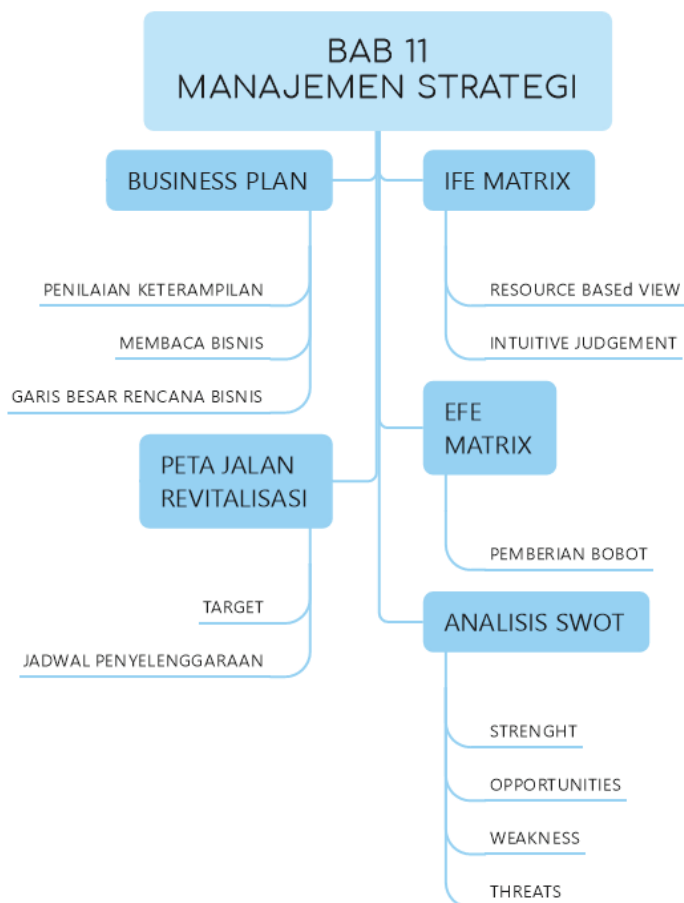 BAB 11
MANAJEMEN STRATEGI
BUSINESS PLAN
PENILAIAN KETERAMPILAN
MEMBACA BISNIS
GARIS BESAR RENCANA BISNIS
PETA JALAN
REVITALISASI
TARGET
JADWAL PENYELENGGARAAN
IFE MATRIX
RESOURCE BASEd VIEW
INTUITIVE JUDGEMENT
EFE
MATRIX
PEMBERIAN BOBOT
ANALISIS SWOT
STRENGHT
OPPORTUNITIES
WEAKNESS
THREATS